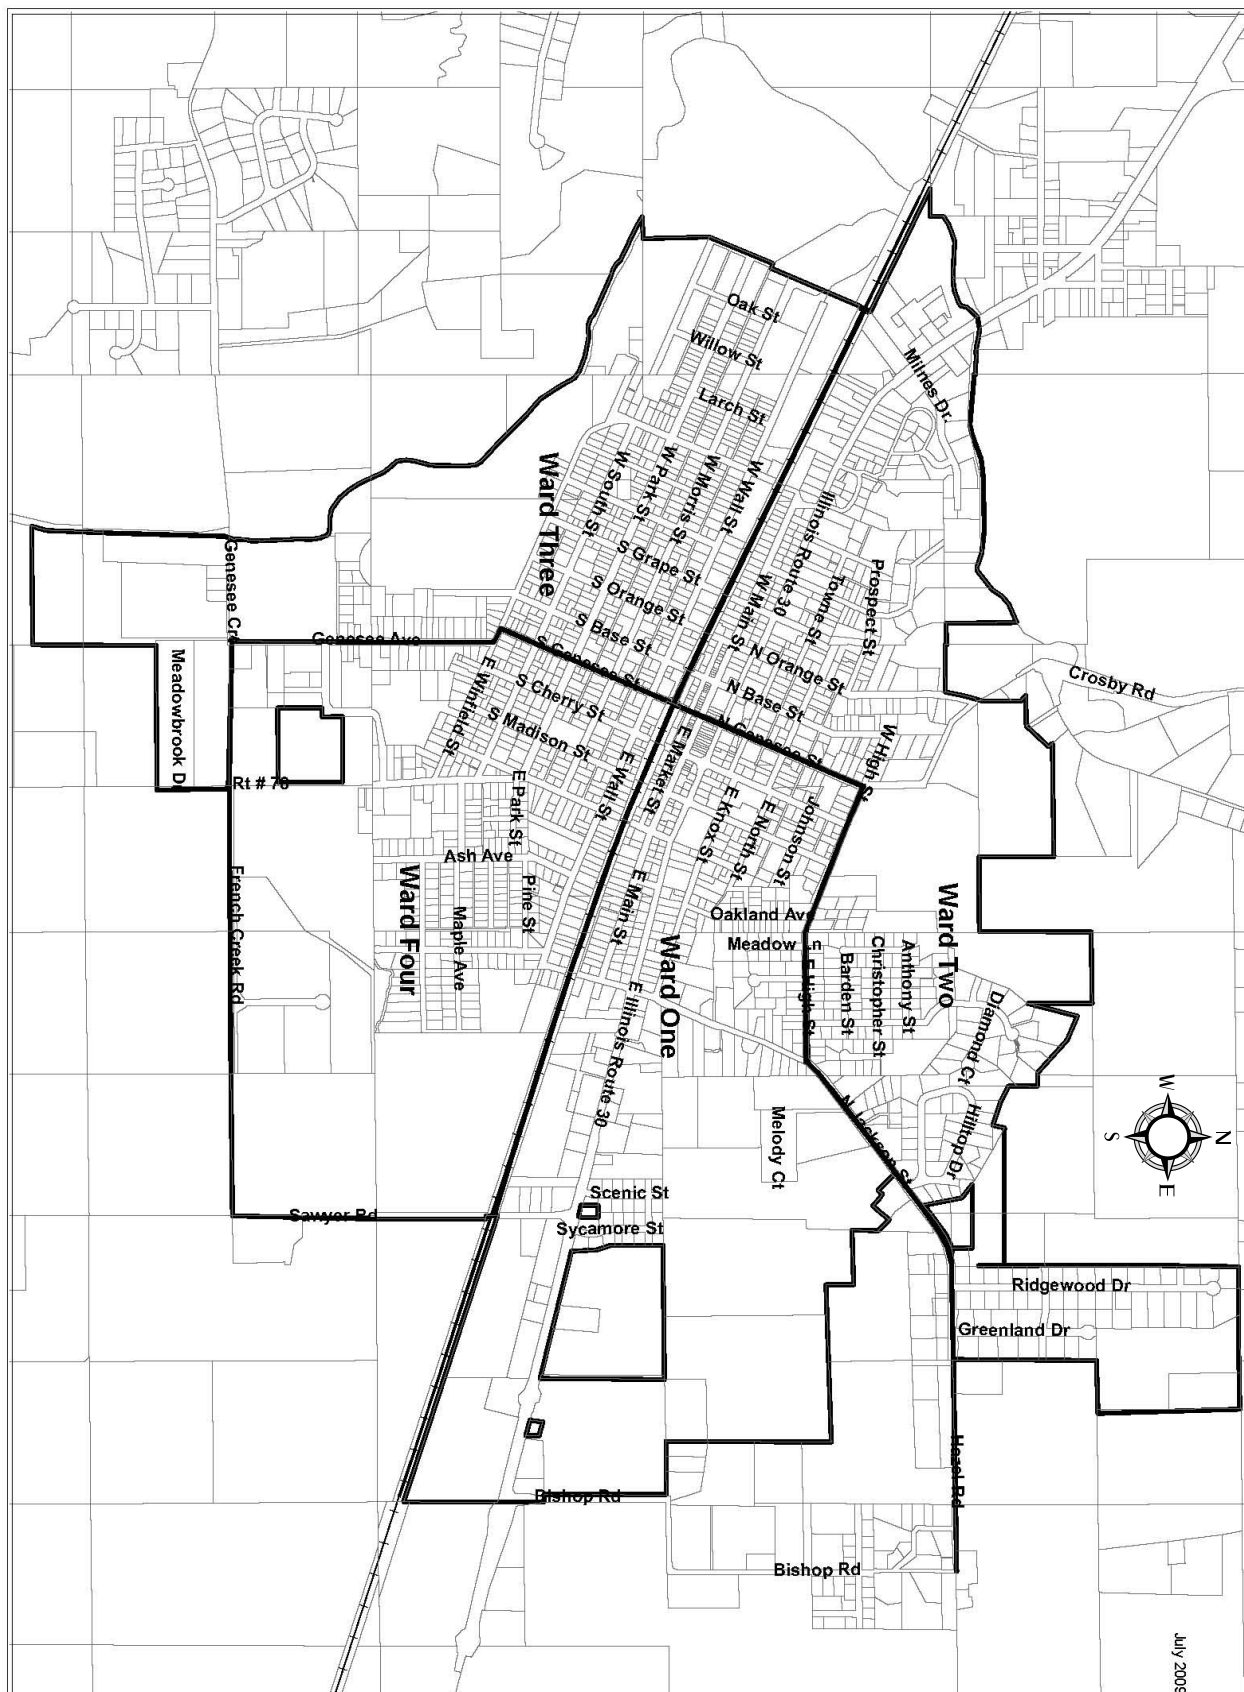 Oak St
Willow St
Larch St
Milnes Dr.
W Wall St
W Morris St
W Park St
W South St
Ward Three
Illinois Route 30
Prospect St
Towne St
W Main St
S Grape St
S Orange St
S Base St
S Genesee St
N Orange St
N Base St
N Genesee St
Crosby Rd
Genesee Cre
Genesee Ave
Meadowbrook Dr
E Winfield St
S Cherry St
S Madison St
W High St
Rt # 78
E Market St
E Wall St
E Park St
Johnson St
E North St
E Knox St
Ash Ave
Pine St
Maple Ave
Ward Four
French Creek Rd
E Main St
Oakland Ave
Meadow Ln
Ward One
Ward Two
E High St
Barden St
Christopher St
Anthony St
Diamond Ct
Hilltop Dr
E Illinois Route 30
N Jackson St
Melody Ct
W
N
S
E
Scenic St
Sycamore St
Sawyer Rd
Ridgewood Dr
Greenland Dr
Hazel Rd
Bishop Rd
Bishop Rd
July 2009